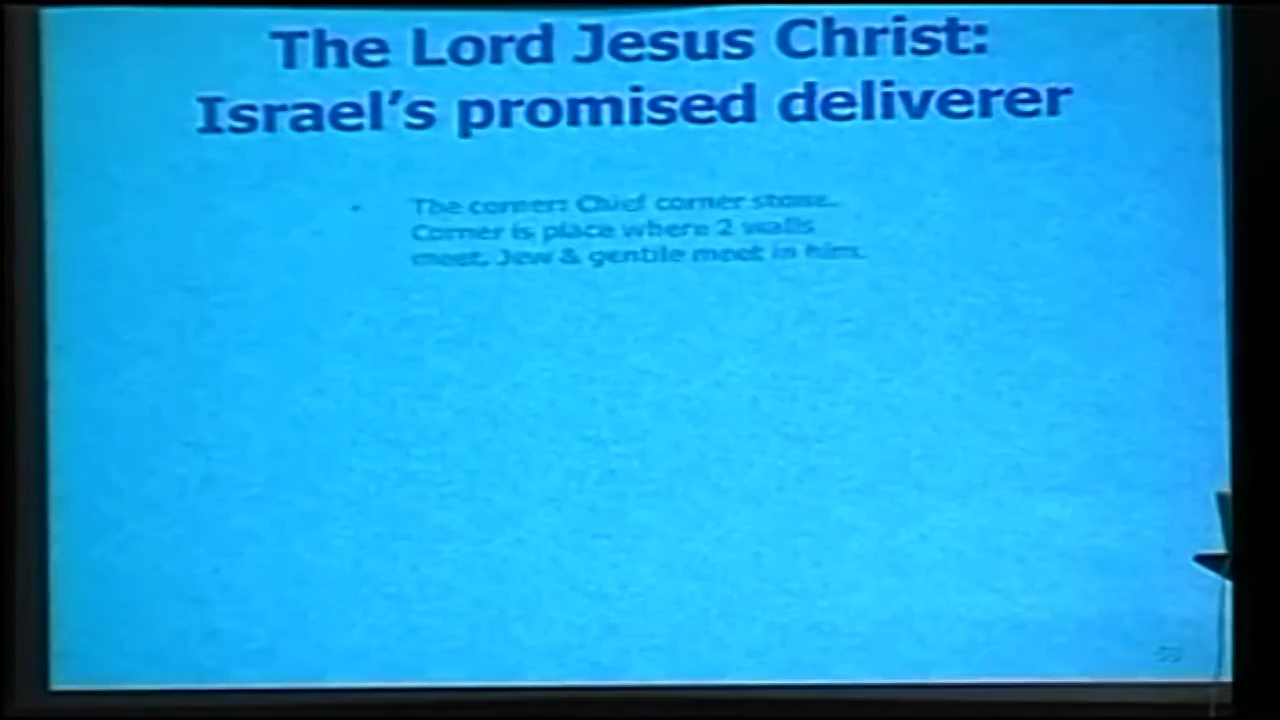 The Lord Jesus Christ:
Israel's promised deliverer
• The corner: Chief corner stone.
Corner is place where 2 walls
meet. Jew & gentile meet in him.